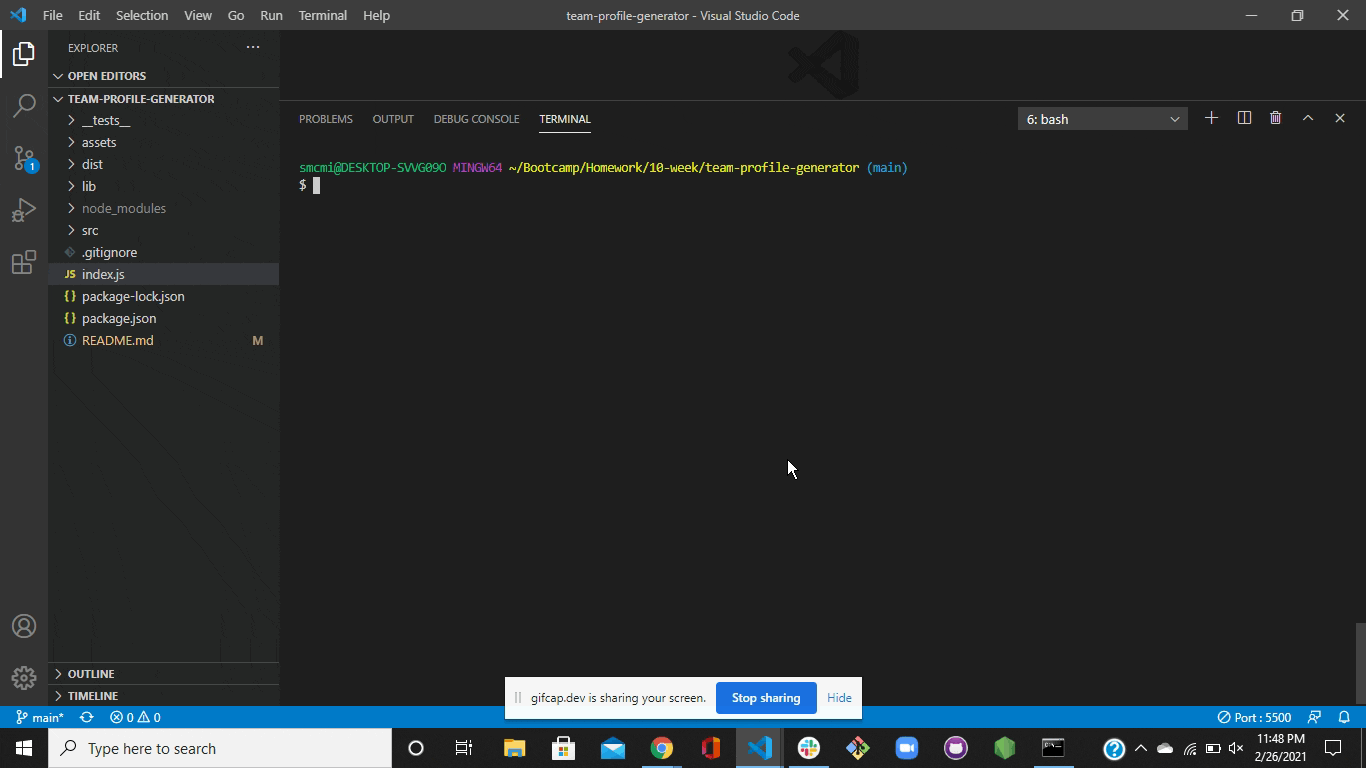 File Edit Selection View Go Run Terminal Help team-profile-generator - Visual Studio Code
EXPLORER
OPEN EDITORS
TEAM-PROFILE-GENERATOR
__tests__
assets
dist
lib
node_modules
src
.gitignore
JS index.js
{} package-lock.json
{} package.json
README.md M
OUTLINE
TIMELINE
PROBLEMS OUTPUT DEBUG CONSOLE TERMINAL 6: bash
smcmi@DESKTOP-SVVG09O MINGW64 ~/Bootcamp/Homework/10-week/team-profile-generator (main)
$
1
gifcap.dev is sharing your screen. Stop sharing Hide
main* 0 0 Port : 5500
Type here to search
11:48 PM
2/26/2021